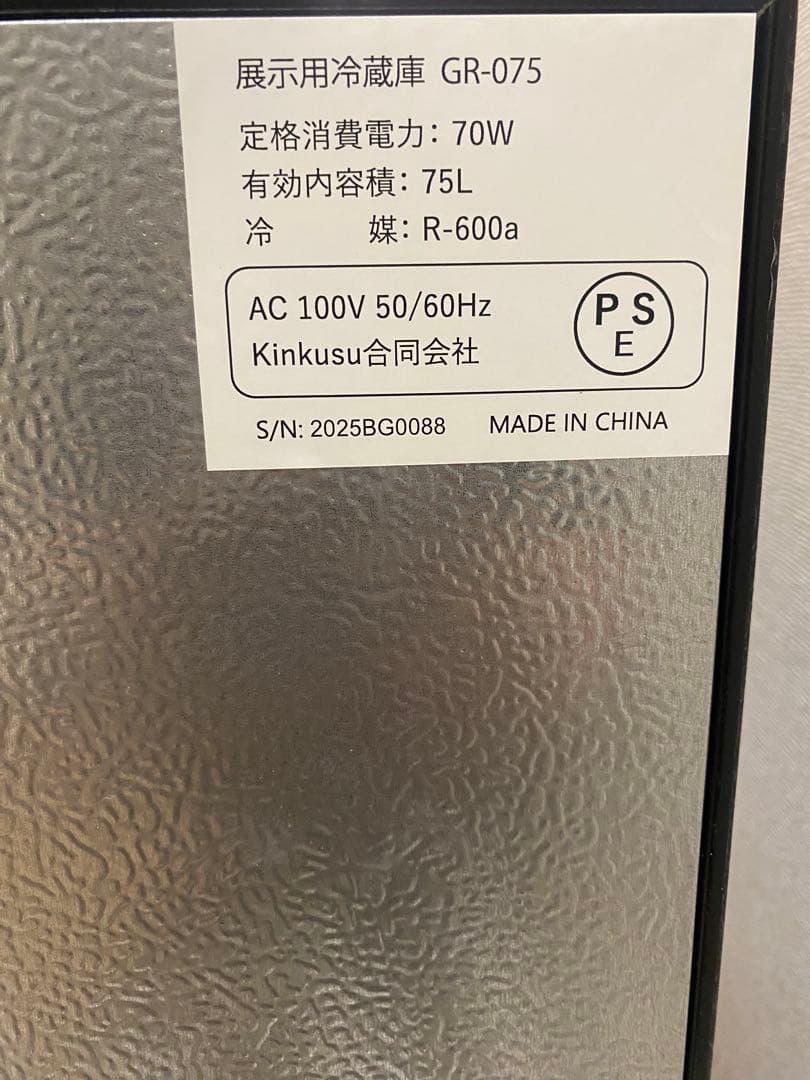 展示用冷蔵庫 GR-075
定格消費電力：70W
有効内容積：75L
冷 媒：R-600a
AC 100V 50/60Hz
Kinkusu合同会社
PS
E
S/N: 2025BG0088 MADE IN CHINA